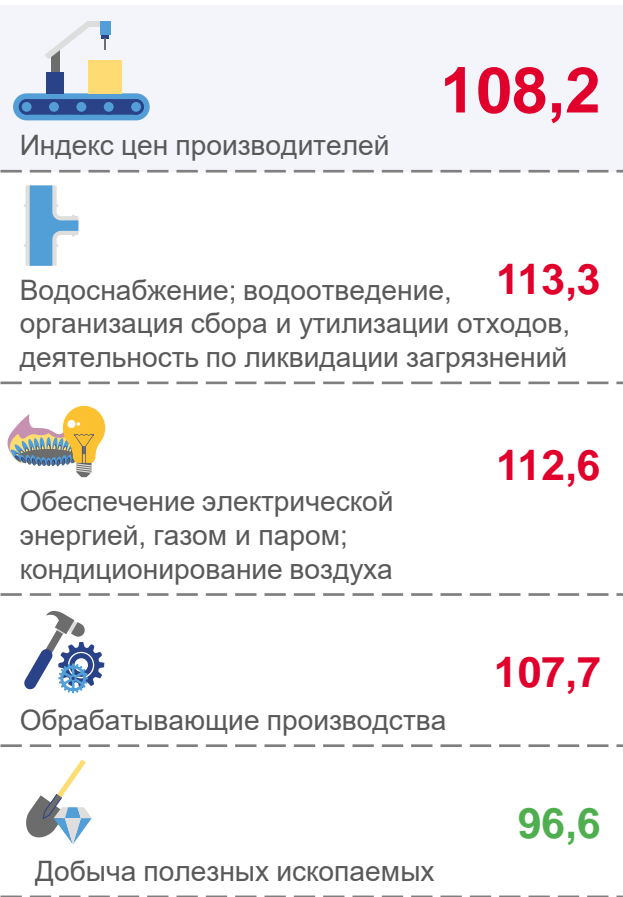 108,2
Индекс цен производителей
113,3
Водоснабжение; водоотведение,
организация сбора и утилизации отходов,
деятельность по ликвидации загрязнений
112,6
Обеспечение электрической
энергией, газом и паром;
кондиционирование воздуха
107,7
Обрабатывающие производства
96,6
Добыча полезных ископаемых